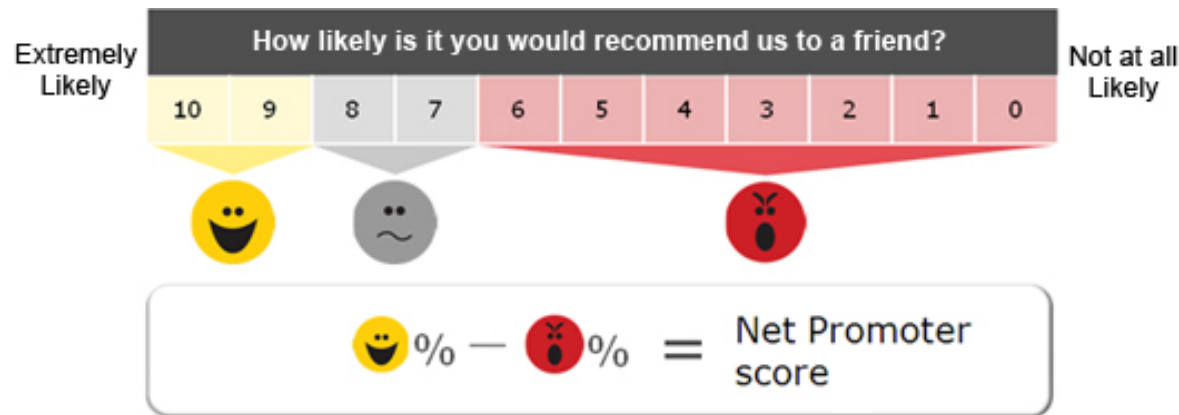 How likely is it you would recommend us to a friend?
Extremely
Likely
Not at all
Likely
10 9 8 7 6 5 4 3 2 1 0
% — % = Net Promoter
score